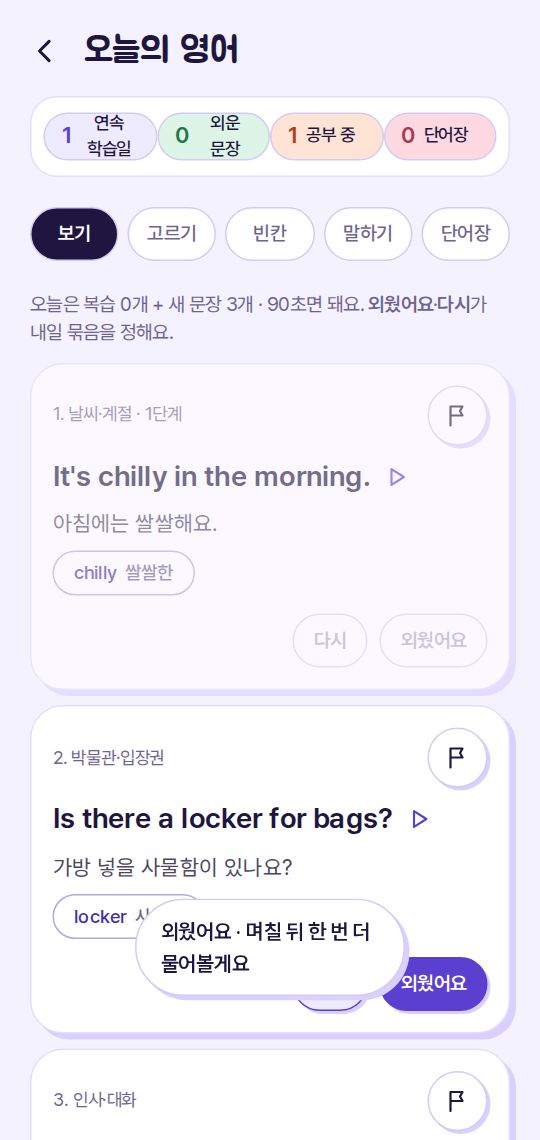 오늘의 영어
1 연속 학습일
0 외운 문장
1 공부 중
0 단어장
보기 고르기 빈칸 말하기 단어장
오늘은 복습 0개 + 새 문장 3개 · 90초면 돼요. 외웠어요·다시가
내일 묶음을 정해요.
1. 날씨·계절 · 1단계
It's chilly in the morning.
아침에는 쌀쌀해요.
chilly 쌀쌀한
다시 외웠어요
2. 박물관·입장권
Is there a locker for bags?
가방 넣을 사물함이 있나요?
locker
외웠어요 · 며칠 뒤 한 번 더
물어볼게요
외웠어요
3. 인사·대화